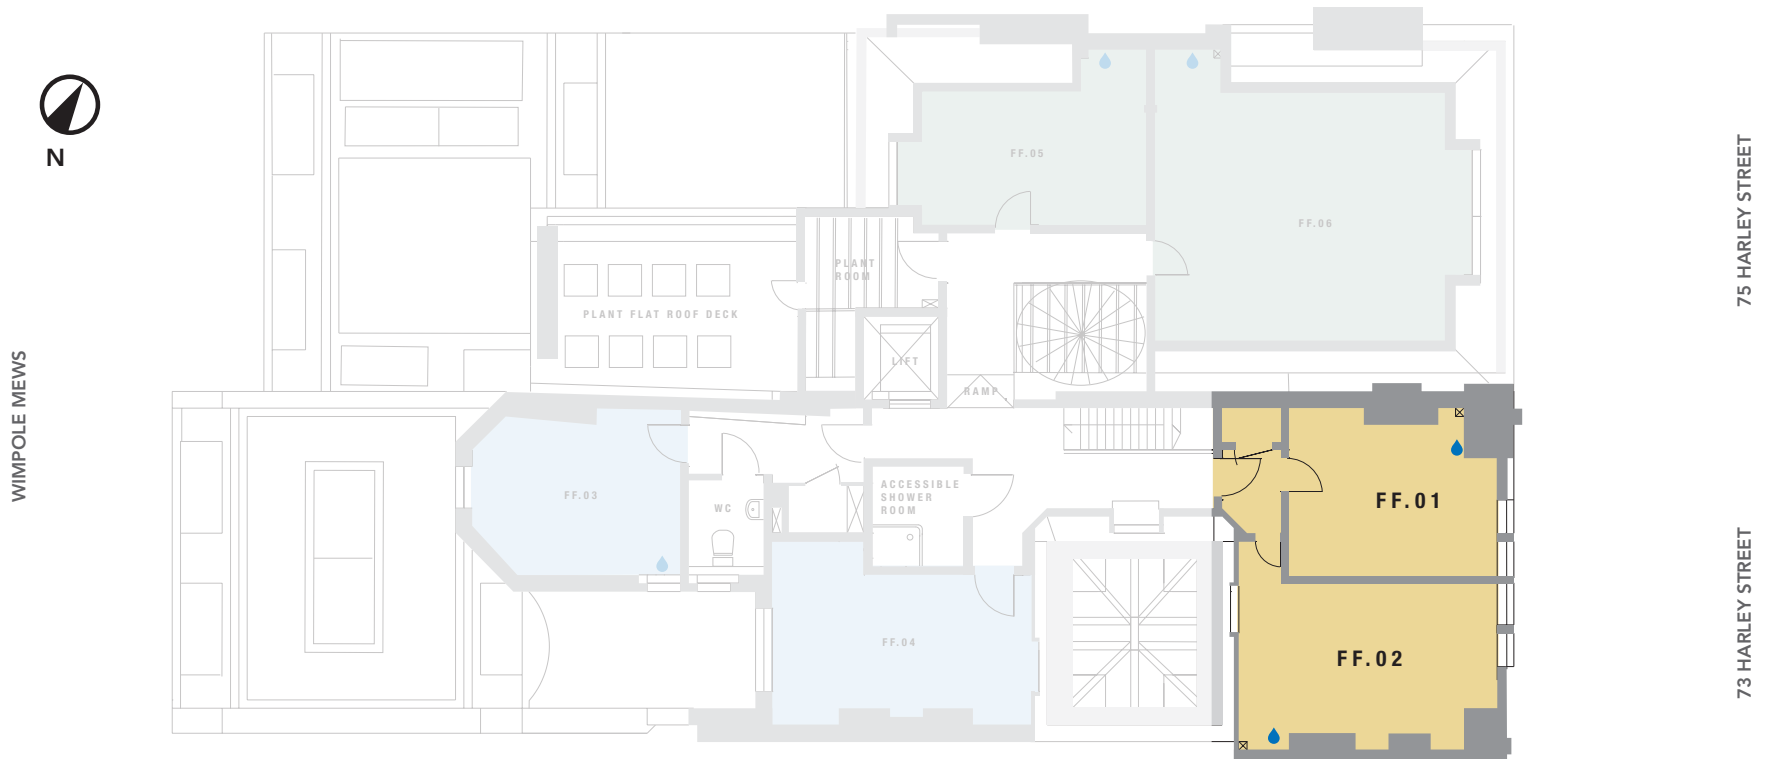 N
WIMPOLE MEWS
75 HARLEY STREET
73 HARLEY STREET
FF.05
FF.06
PLANT
ROOM
PLANT FLAT ROOF DECK
LIFT
RAMP
FF.03
WC
ACCESSIBLE
SHOWER
ROOM
FF.01
FF.04
FF.02